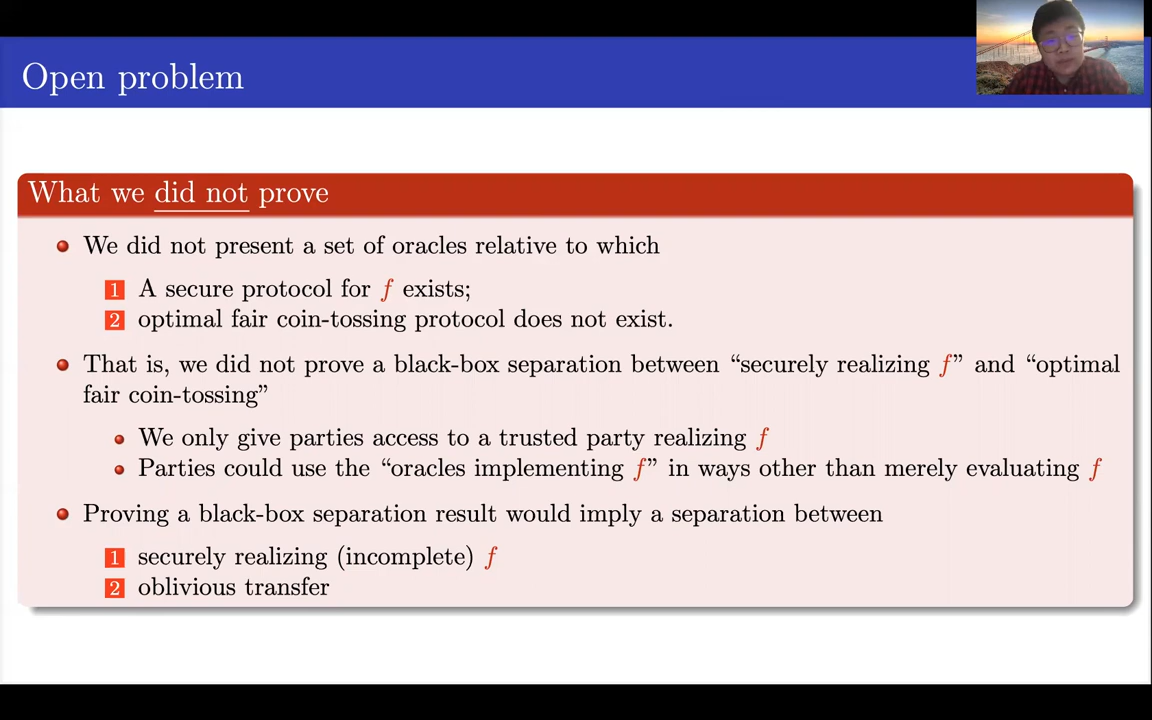 Open problem
What we did not prove
We did not present a set of oracles relative to which
1 A secure protocol for f exists;
2 optimal fair coin-tossing protocol does not exist.
That is, we did not prove a black-box separation between “securely realizing f” and “optimal
fair coin-tossing”
We only give parties access to a trusted party realizing f
Parties could use the “oracles implementing f” in ways other than merely evaluating f
Proving a black-box separation result would imply a separation between
1 securely realizing (incomplete) f
2 oblivious transfer